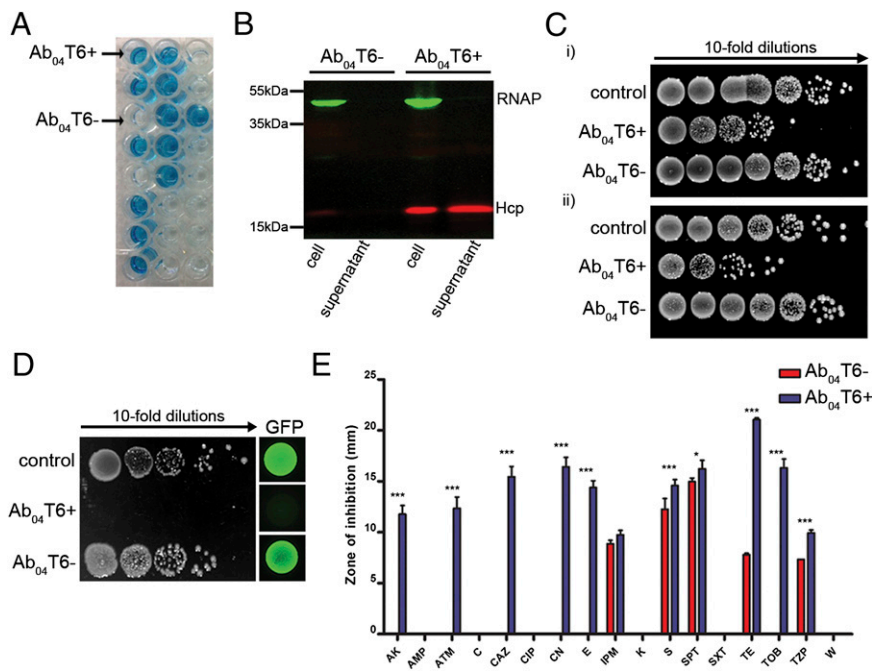 A
Ab04T6+
Ab04T6-
B
Ab04T6- Ab04T6+
55kDa
35kDa
15kDa
RNAP
Hcp
cell
supernatant
cell
supernatant
C
i)
10-fold dilutions
control
Ab04T6+
Ab04T6-
ii)
control
Ab04T6+
Ab04T6-
D
10-fold dilutions
GFP
control
Ab04T6+
Ab04T6-
E
Ab04T6-
Ab04T6+
Zone of inhibition (mm)
25
20
15
10
5
0
*** *** *** *** *** *** * *** *** ***
AK AMP ATM C CAZ CIP CN E IPM K S SPT SXT TE TOB TZP W